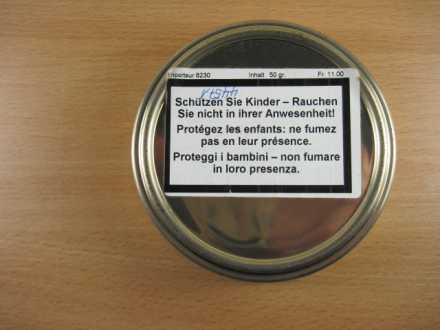 Importeur 8230 Inhalt 50 gr. Fr. 11.00
Schützen Sie Kinder – Rauchen
Sie nicht in ihrer Anwesenheit!
Protégez les enfants: ne fumez
pas en leur présence.
Proteggi i bambini – non fumare
in loro presenza.